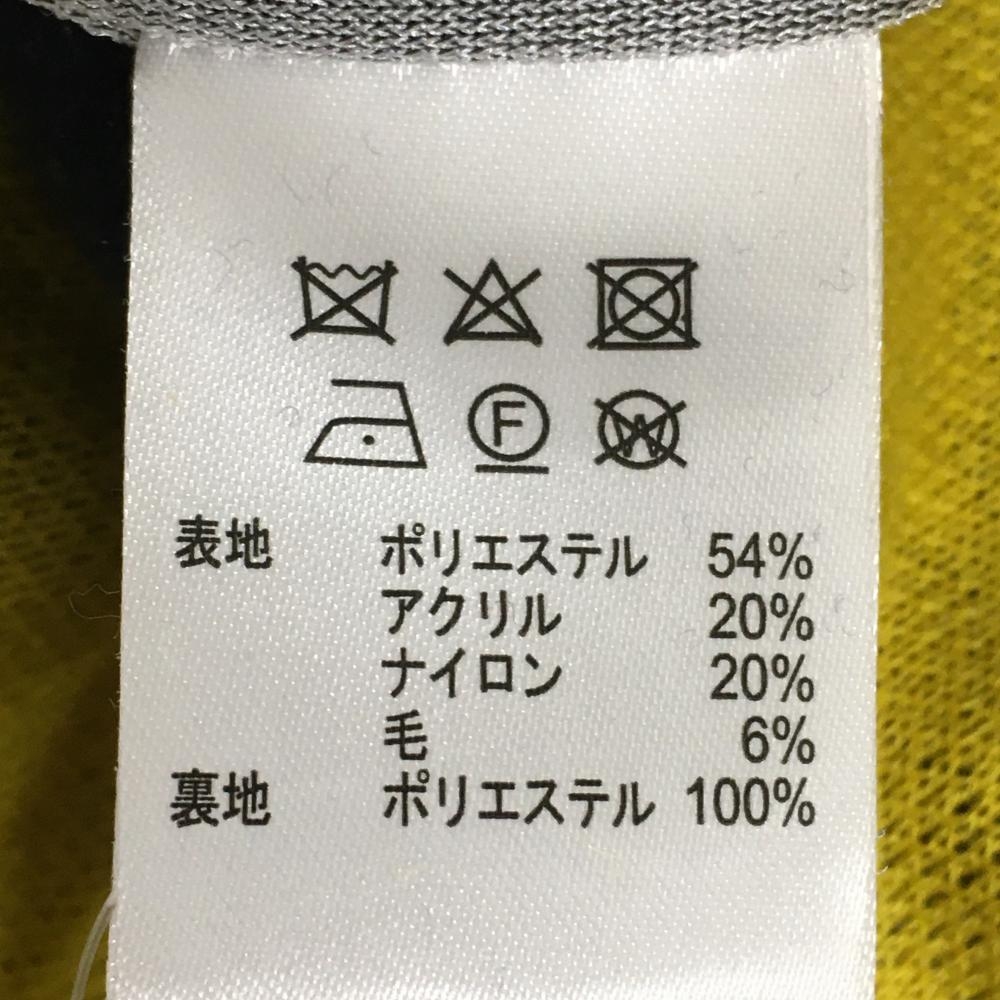 F W
表地 ポリエステル 54%
アクリル 20%
ナイロン 20%
毛 6%
裏地 ポリエステル 100%